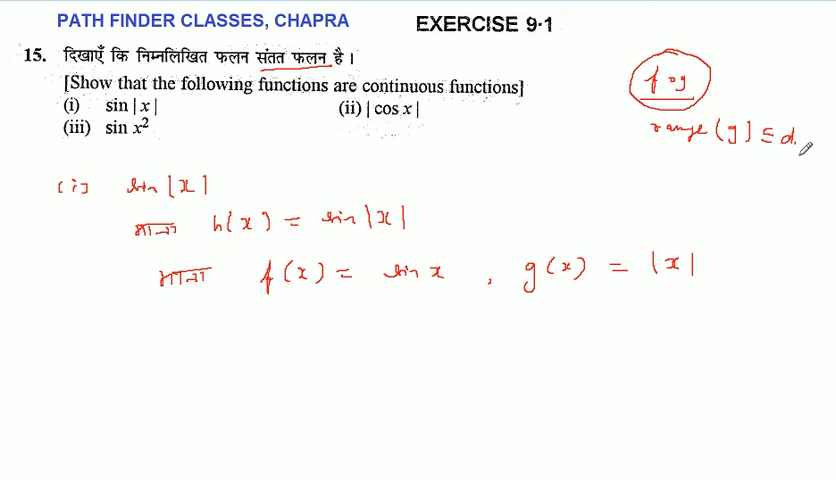 PATH FINDER CLASSES, CHAPRA EXERCISE 9·1
15. दिखाएँ कि निम्नलिखित फलन संतत फलन है।
[Show that the following functions are continuous functions]
(i) sin | x | (ii) | cos x |
(iii) sin x²
fog
range (g) ⊆ d.
(i) sin |x|
माना h(x) = sin |x|
माना f(x) = sin x , g(x) = |x|